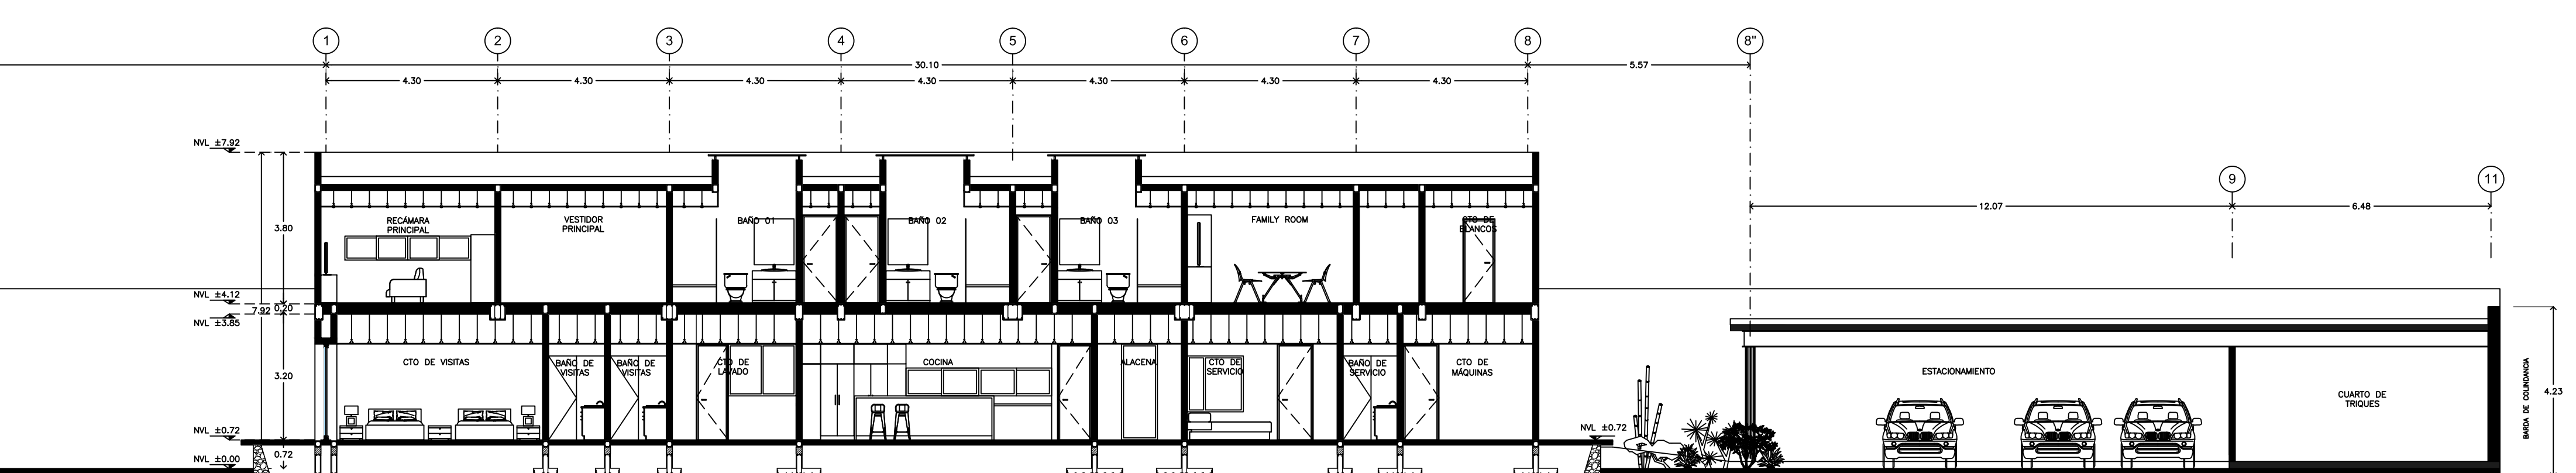 1
2
3
4
5
6
7
8
8"
30.10
5.57
4.30
4.30
4.30
4.30
4.30
4.30
4.30
NVL ±7.92
9
11
12.07
6.48
RECÁMARA
PRINCIPAL
VESTIDOR
PRINCIPAL
BAÑO 01
BAÑO 02
BAÑO 03
FAMILY ROOM
CTO DE
BLANCOS
3.80
NVL ±4.12
7.92
0.20
NVL ±3.85
CTO DE VISITAS
BAÑO DE
VISITAS
BAÑO DE
VISITAS
CTO DE
LAVADO
COCINA
ALACENA
CTO DE
SERVICIO
BAÑO DE
SERVICIO
CTO DE
MÁQUINAS
ESTACIONAMIENTO
CUARTO DE
TRIQUES
BARDA DE COLINDANCIA
4.23
3.20
NVL ±0.72
NVL ±0.72
0.72
NVL ±0.00